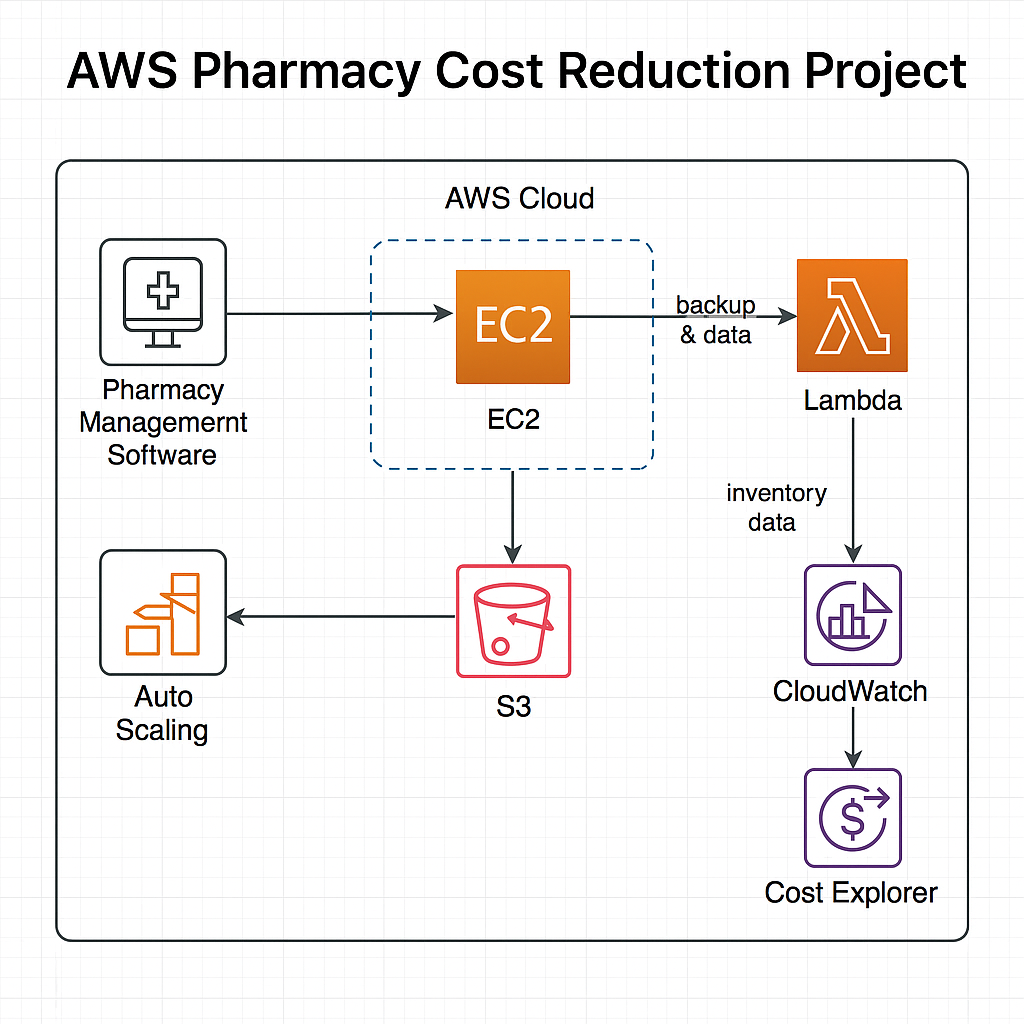 AWS Pharmacy Cost Reduction Project
AWS Cloud
EC2
EC2
backup
& data
Lambda
Pharmacy
Managemernt
Software
inventory
data
Auto
Scaling
S3
CloudWatch
$
Cost Explorer